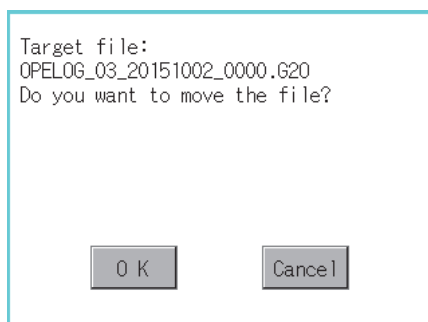 Target file:
OPELOG_03_20151002_0000.G20
Do you want to move the file?
OK
Cancel